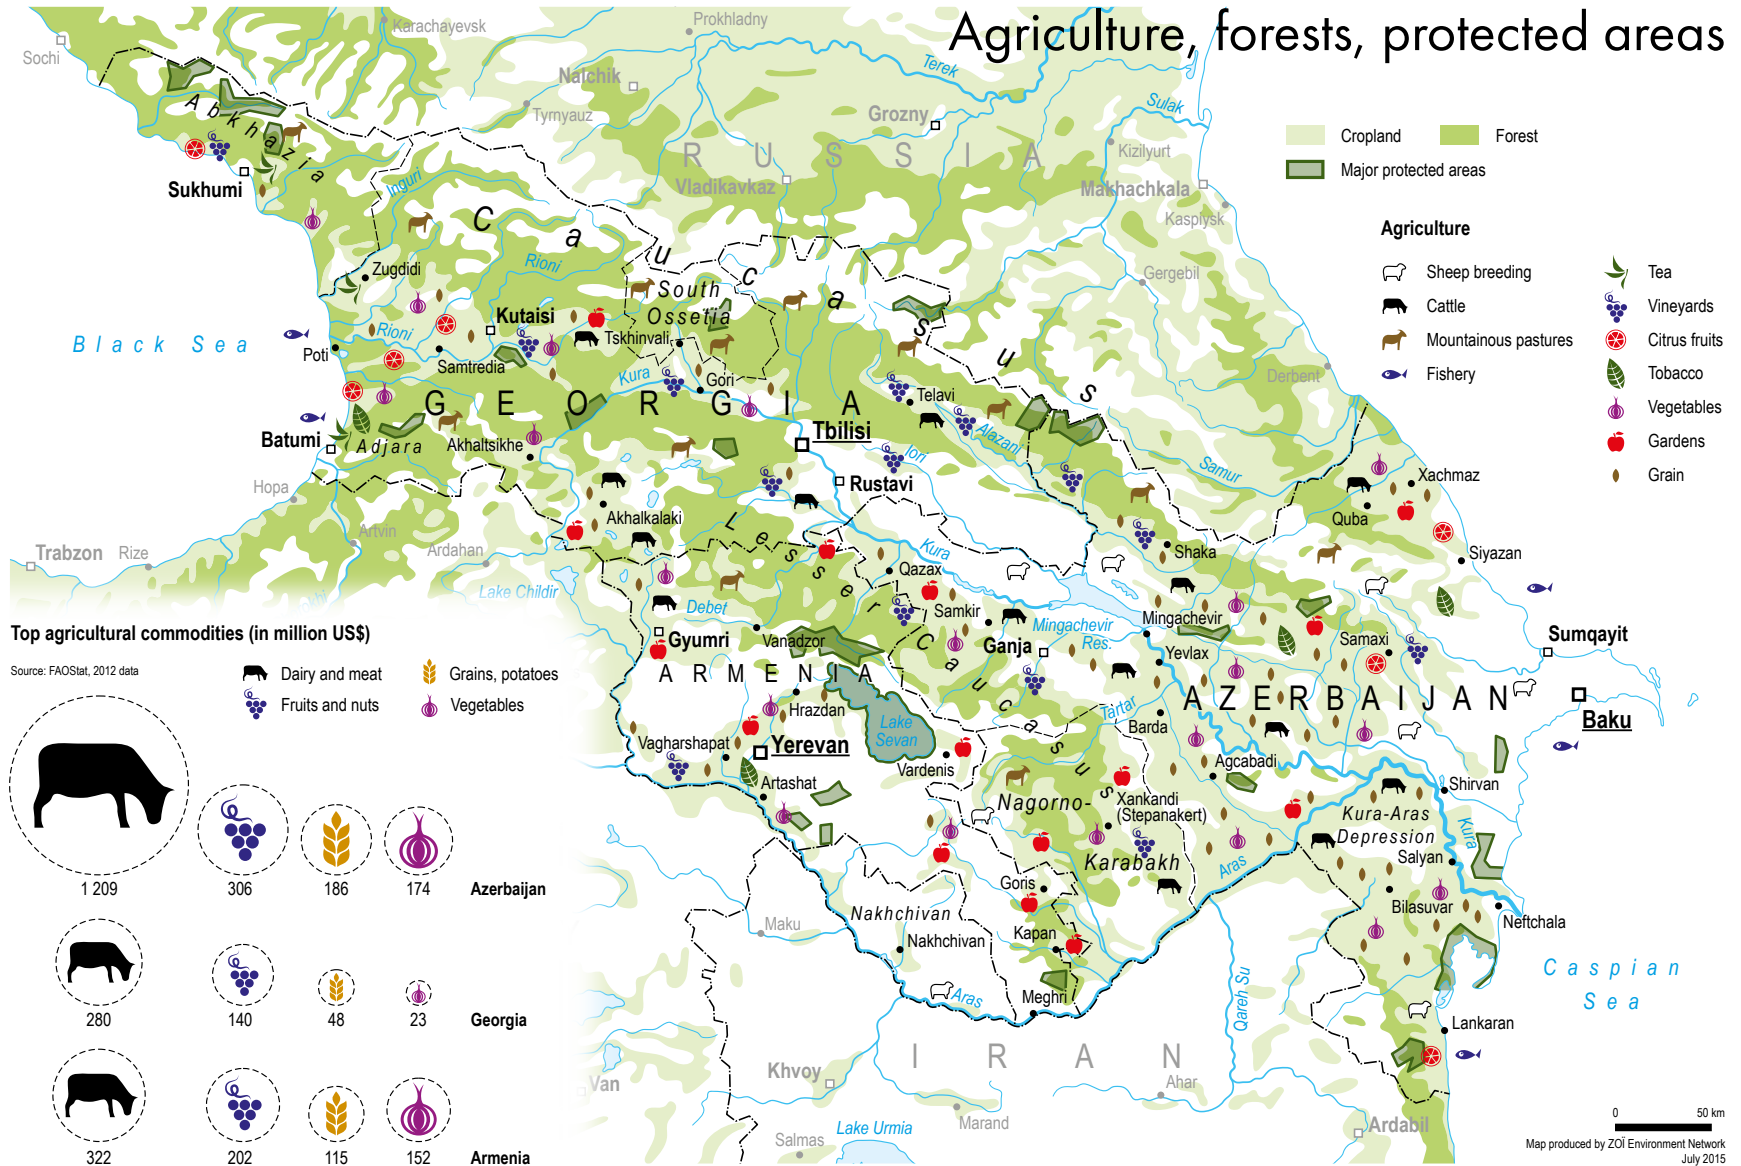 Agriculture, forests, protected areas
Cropland
Forest
Major protected areas
Agriculture
Sheep breeding
Cattle
Mountainous pastures
Fishery
Tea
Vineyards
Citrus fruits
Tobacco
Vegetables
Gardens
Grain
Sochi
Karachayevsk
Prokhladny
Nalchik
Tyrnyauz
Terek
Grozny
Sulak
RUSSIA
Vladikavkaz
Kizilyurt
Makhachkala
Kasplysk
Gergebil
Derbent
Abkhazia
Sukhumi
Inguri
Caucasus
Zugdidi
Rioni
Rioni
Kutaisi
South
Ossetia
Tskhinvali
Black Sea
Poti
Samtredia
Kura
Gori
GEORGIA
Telavi
Alazani
Samur
Batumi
Adjara
Akhaltsikhe
Tbilisi
Iori
Rustavi
Hopa
Artvin
Trabzon
Rize
Ardahan
Akhalkalaki
Lesser Caucasus
Kura
Xachmaz
Quba
Shaka
Siyazan
Lake Childir
Qazax
Debet
Samkir
Gyumri
Vanadzor
Ganja
Mingachevir
Res.
Mingachevir
Yevlax
Samaxi
Sumqayit
ARMENIA
Hrazdan
Lake
Sevan
Tartar
AZERBAIJAN
Baku
Barda
Vagharshapat
Yerevan
Vardenis
Artashat
Agcabadi
Shirvan
Nagorno-
Karabakh
Xankandi
(Stepanakert)
Kura-Aras
Depression
Kura
Salyan
Goris
Aras
Bilasuvar
Neftchala
Nakhchivan
Nakhchivan
Kapan
Maku
Aras
Meghri
Qareh Su
Caspian
Sea
Lankaran
IRAN
Khvoy
Van
Ahar
Marand
Salmas
Lake Urmia
Ardabil
Top agricultural commodities (in million US$)
Source: FAOStat, 2012 data
Dairy and meat
Grains, potatoes
Fruits and nuts
Vegetables
1 209 306 186 174 Azerbaijan
280 140 48 23 Georgia
322 202 115 152 Armenia
0 50 km
Map produced by ZOÏ Environment Network
July 2015